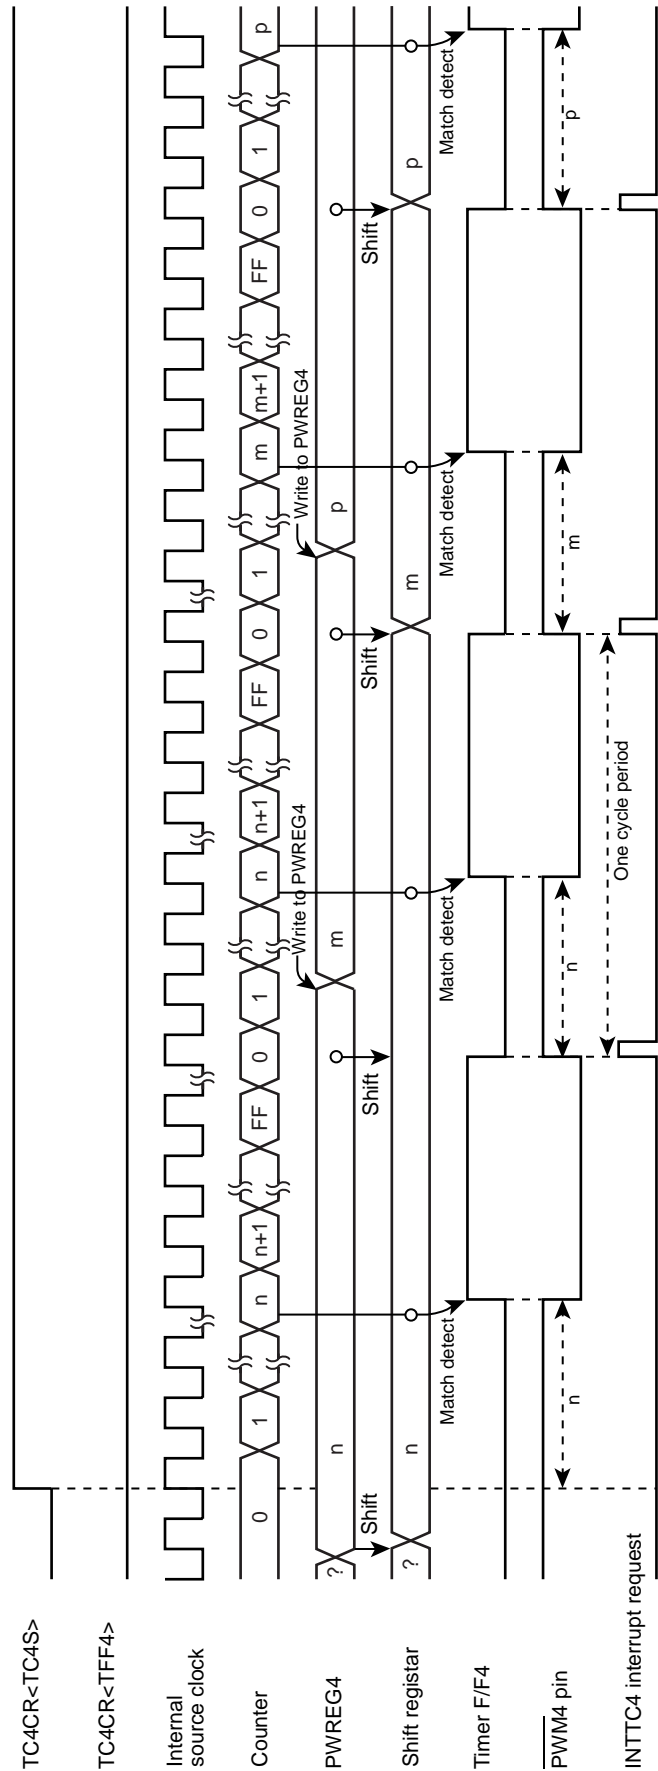 TC4CR<TC4S>
TC4CR<TFF4>
Internal
source clock
Counter
0
1
n
n+1
FF
0
1
n
n+1
FF
0
1
m
m+1
FF
0
1
p
Write to PWREG4
Write to PWREG4
PWREG4
?
n
m
p
Shift
Shift
Shift
Shift
Shift registar
?
n
m
p
Match detect
Match detect
Match detect
Match detect
Timer F/F4
PWM4 pin
n
n
m
p
One cycle period
INTTC4 interrupt request